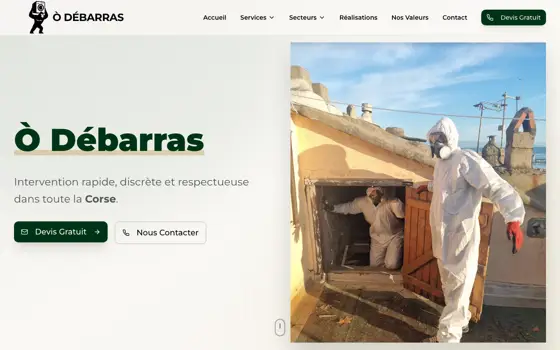 Ò DÉBARRAS
Accueil
Services
Secteurs
Réalisations
Nos Valeurs
Contact
Devis Gratuit
Ò Débarras
Intervention rapide, discrète et respectueuse
dans toute la Corse.
Devis Gratuit
Nous Contacter